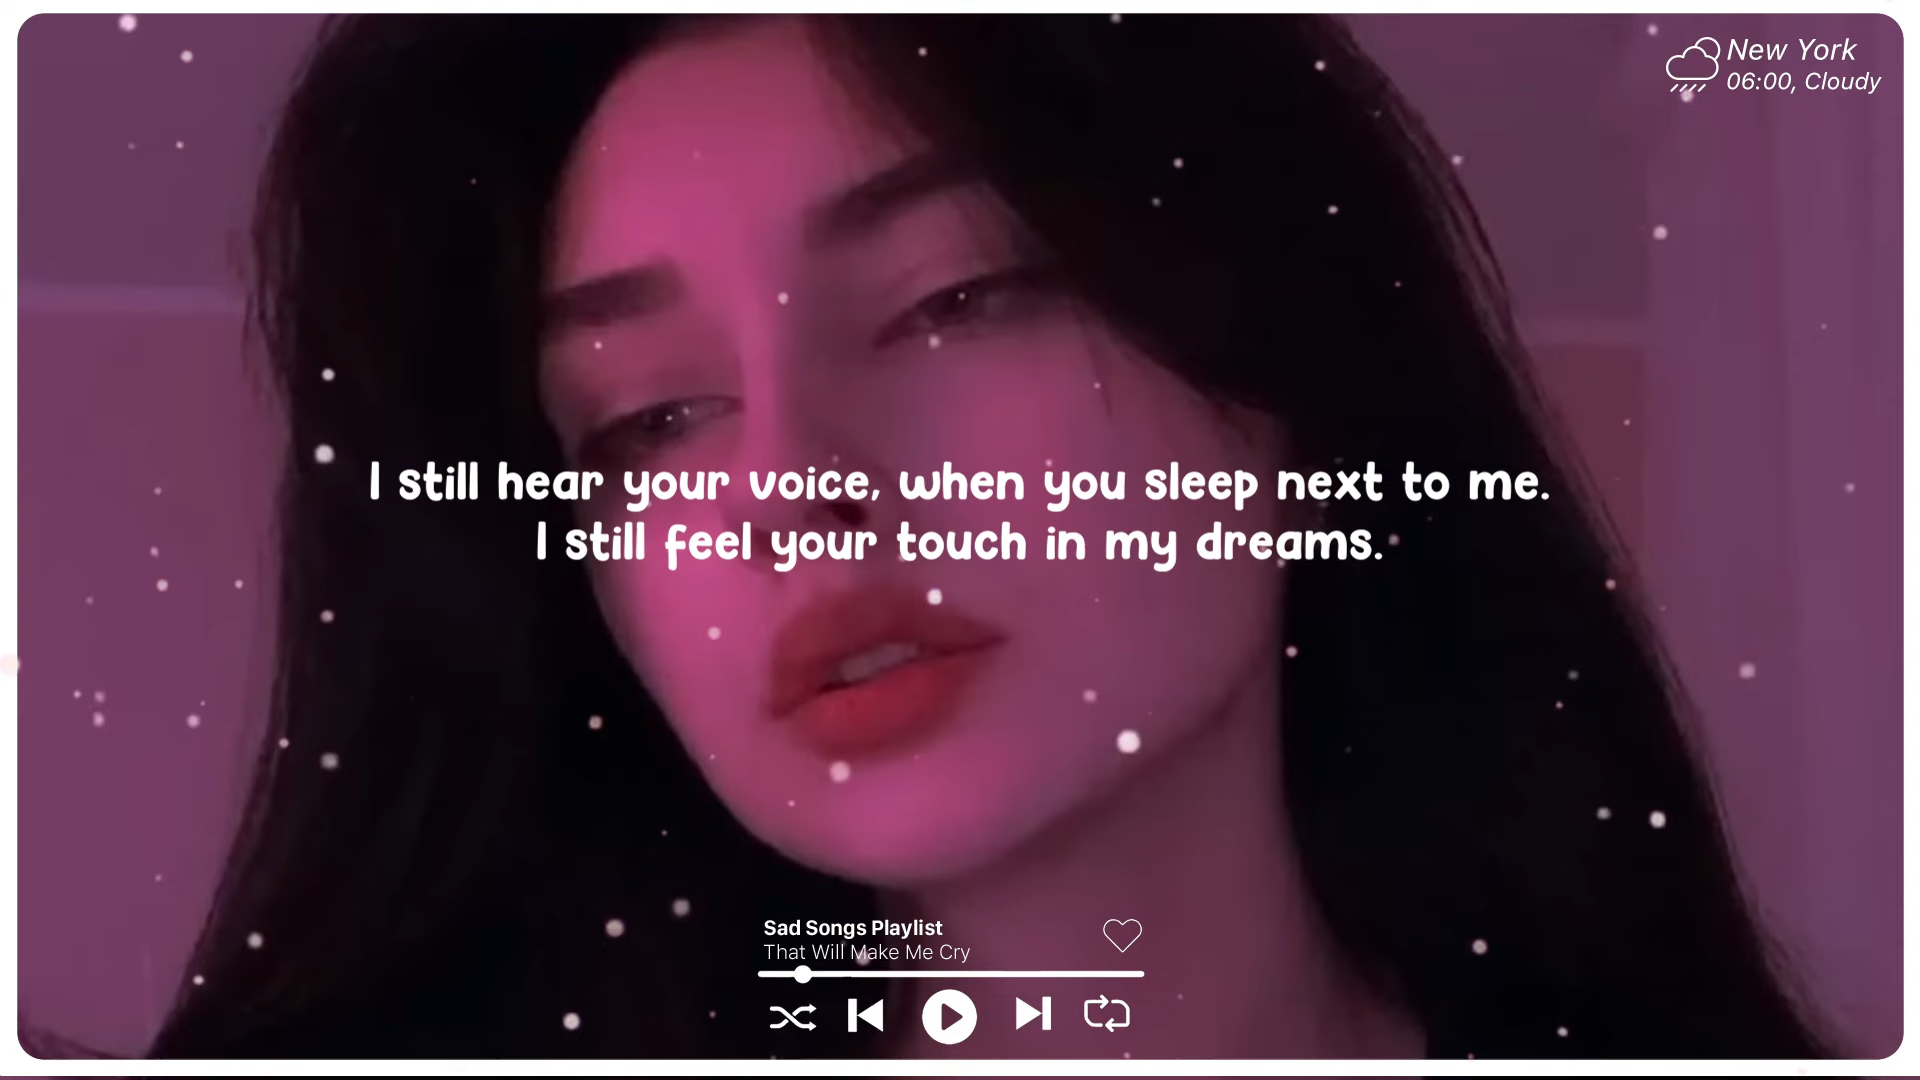 New York
06:00, Cloudy
I still hear your voice, when you sleep next to me.
I still feel your touch in my dreams.
Sad Songs Playlist
That Will Make Me Cry